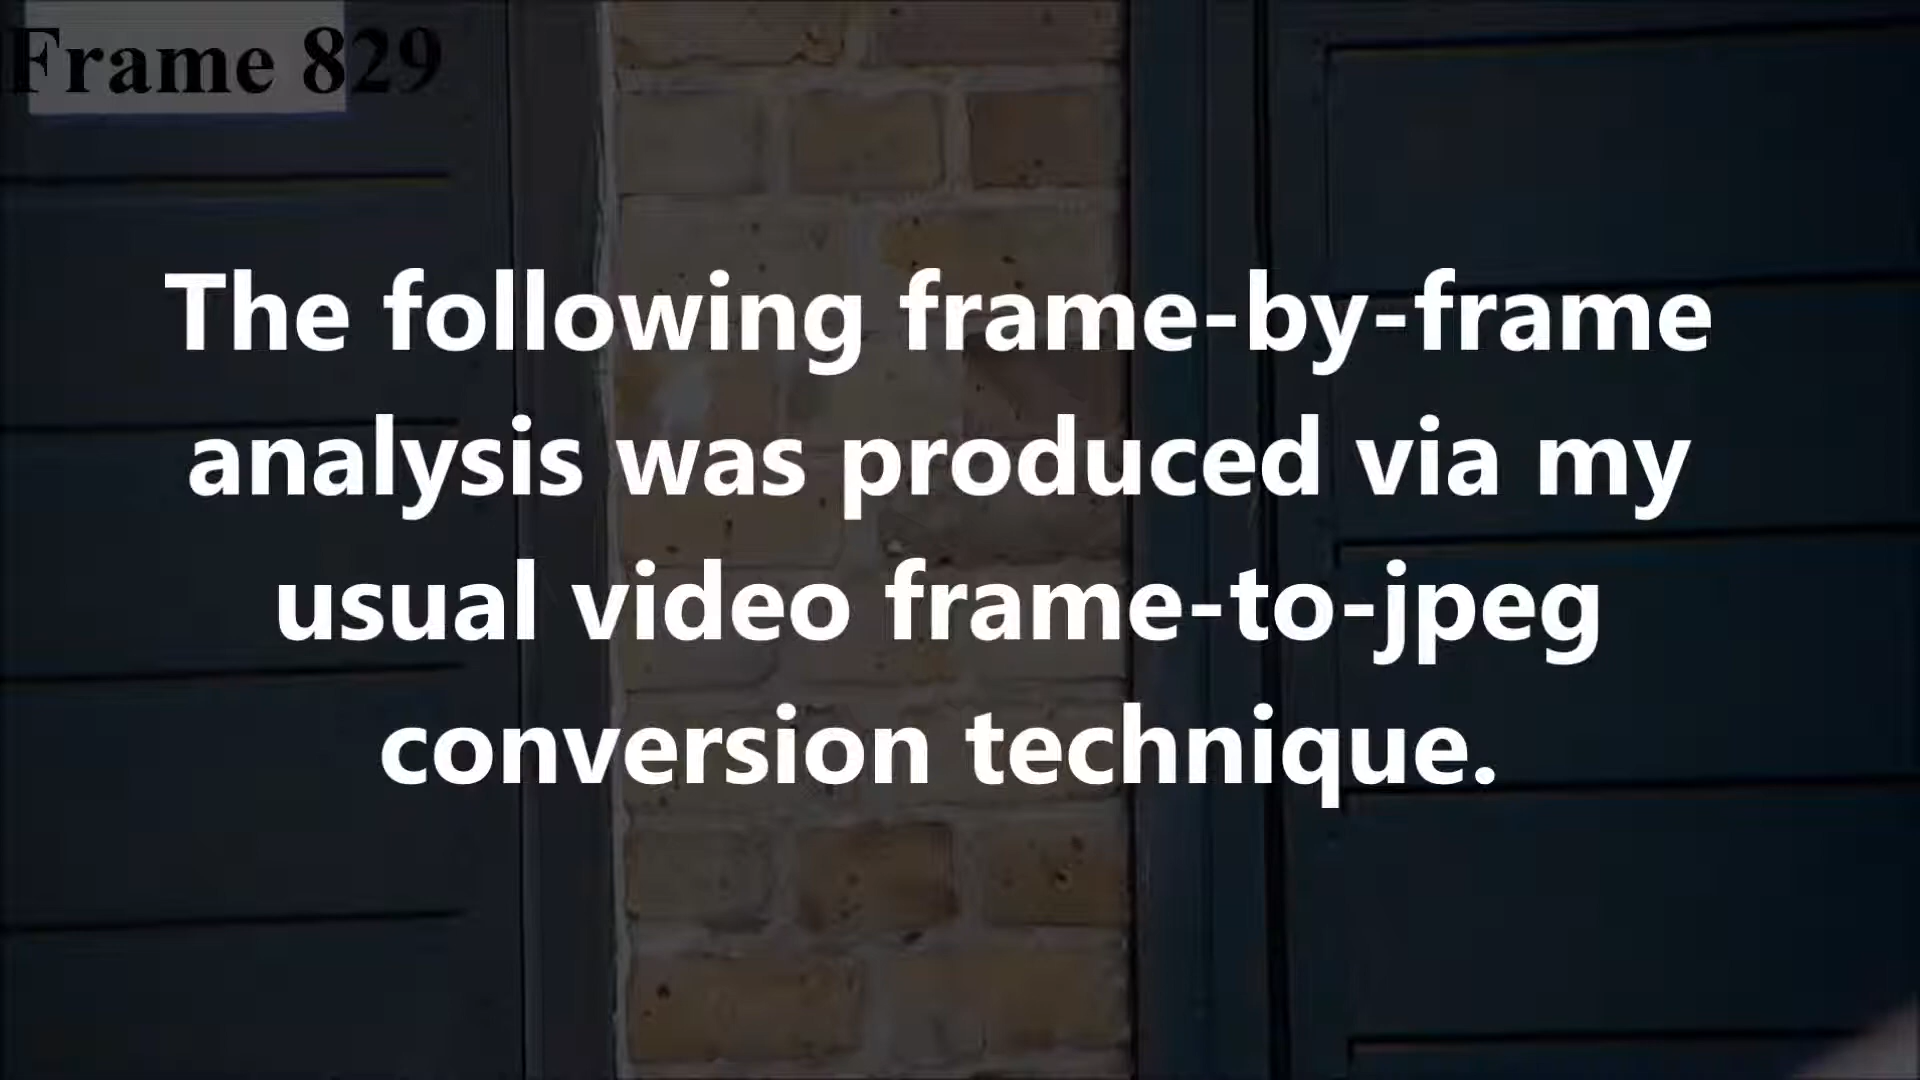 Frame 829
The following frame-by-frame
analysis was produced via my
usual video frame-to-jpeg
conversion technique.